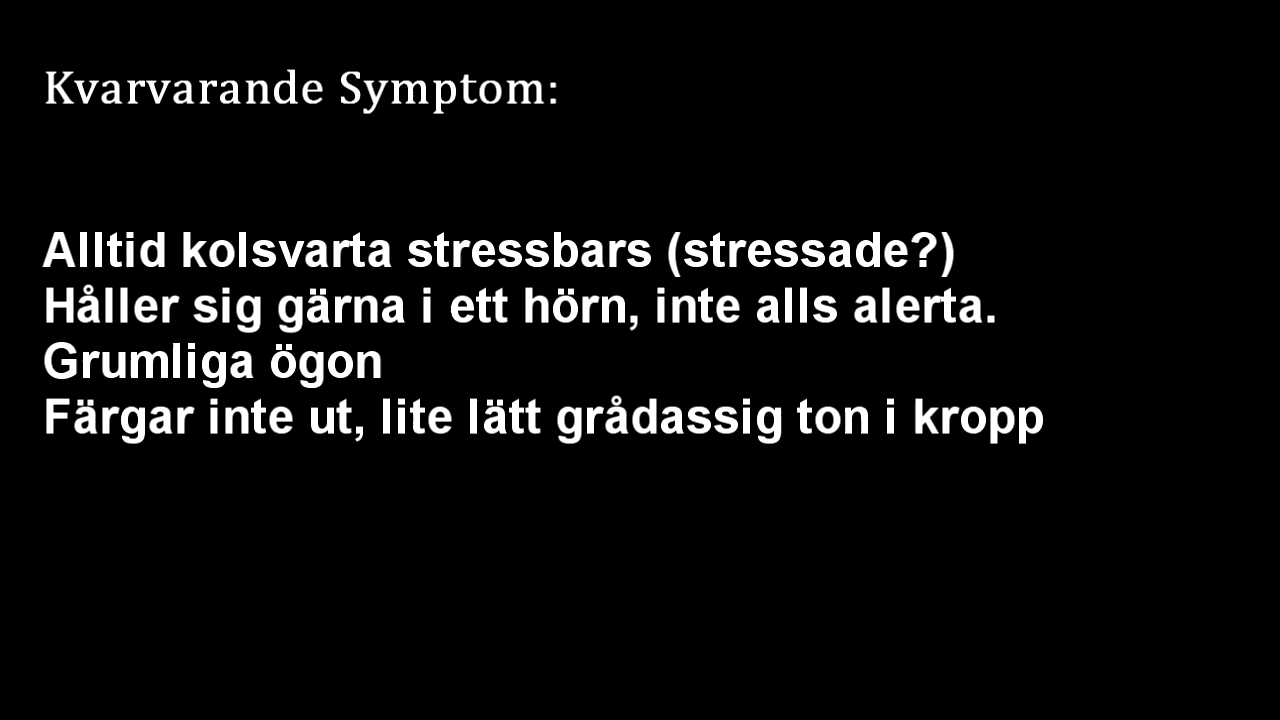 Kvarvarande Symptom:
Alltid kolsvarta stressbars (stressade?)
Håller sig gärna i ett hörn, inte alls alerta.
Grumliga ögon
Färgar inte ut, lite lätt grådassig ton i kropp